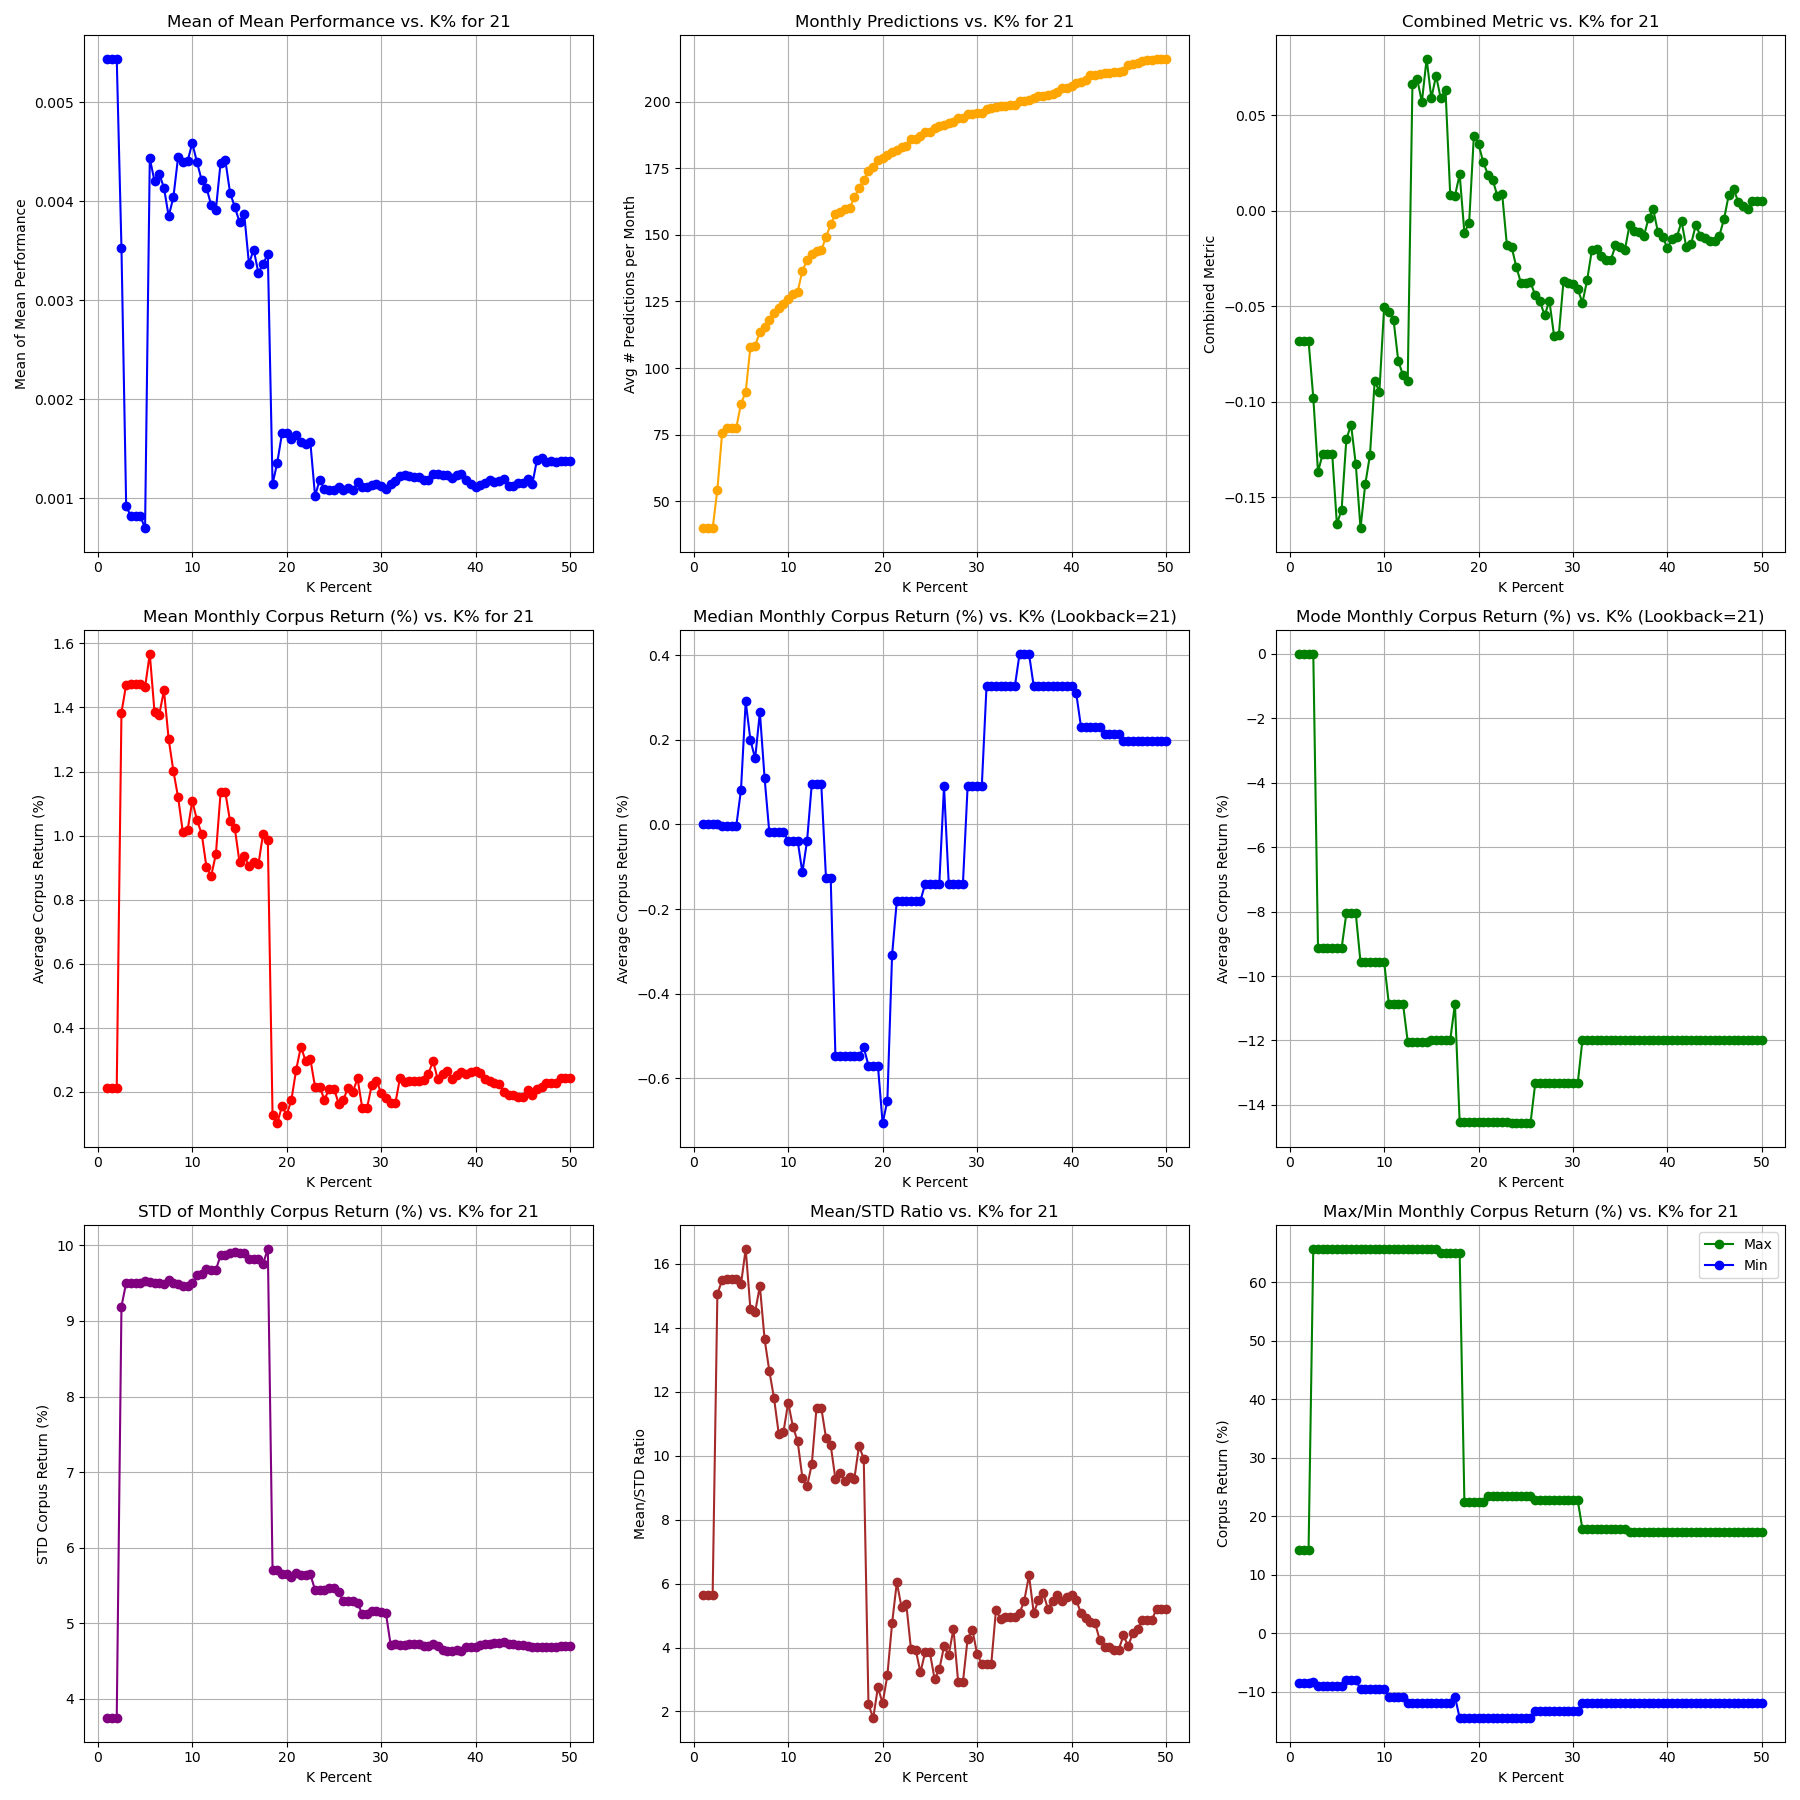 Mean of Mean Performance vs. K% for 21
Mean of Mean Performance
0.005
0.004
0.003
0.002
0.001
0 10 20 30 40 50
K Percent
Monthly Predictions vs. K% for 21
Avg # Predictions per Month
200
175
150
125
100
75
50
0 10 20 30 40 50
K Percent
Combined Metric vs. K% for 21
Combined Metric
0.05
0.00
−0.05
−0.10
−0.15
0 10 20 30 40 50
K Percent
Mean Monthly Corpus Return (%) vs. K% for 21
Average Corpus Return (%)
1.6
1.4
1.2
1.0
0.8
0.6
0.4
0.2
0 10 20 30 40 50
K Percent
Median Monthly Corpus Return (%) vs. K% (Lookback=21)
Average Corpus Return (%)
0.4
0.2
0.0
−0.2
−0.4
−0.6
0 10 20 30 40 50
K Percent
Mode Monthly Corpus Return (%) vs. K% (Lookback=21)
Average Corpus Return (%)
0
−2
−4
−6
−8
−10
−12
−14
0 10 20 30 40 50
K Percent
STD of Monthly Corpus Return (%) vs. K% for 21
STD Corpus Return (%)
10
9
8
7
6
5
4
0 10 20 30 40 50
K Percent
Mean/STD Ratio vs. K% for 21
Mean/STD Ratio
16
14
12
10
8
6
4
2
0 10 20 30 40 50
K Percent
Max/Min Monthly Corpus Return (%) vs. K% for 21
Corpus Return (%)
Max
Min
60
50
40
30
20
10
0
−10
0 10 20 30 40 50
K Percent